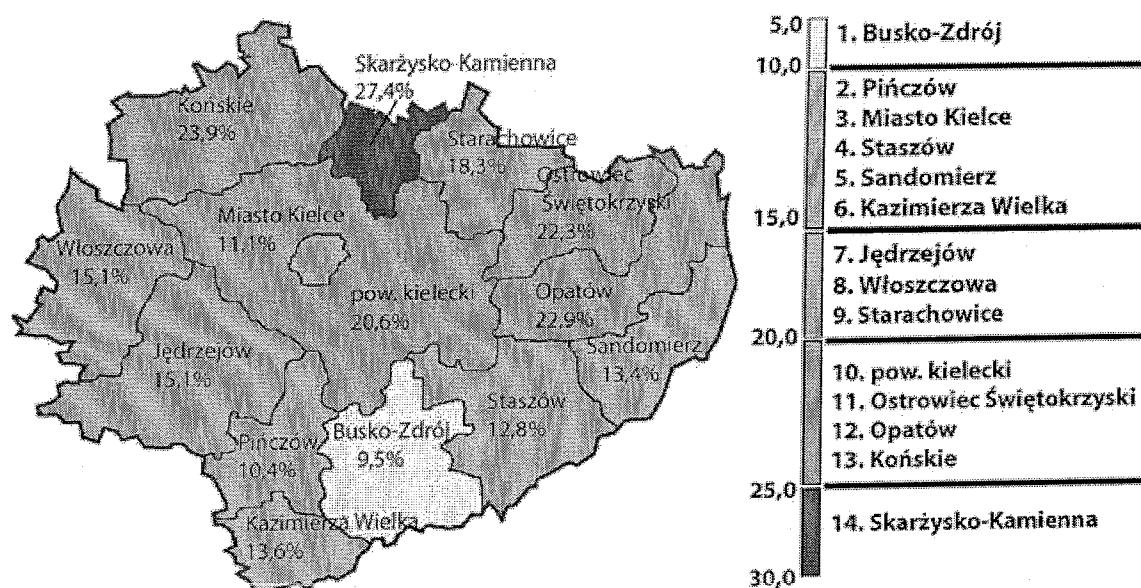 Skarżysko-Kamienna
27,4%
Końskie
23,9%
Starachowice
18,3%
Ostrowiec
Świętokrzyski
22,3%
Miasto Kielce
11,1%
Włoszczowa
15,1%
pow. kielecki
20,6%
Opatów
22,9%
Sandomierz
13,4%
Jędrzejów
15,1%
Staszów
12,8%
Busko-Zdrój
9,5%
Pińczów
10,4%
Kazimierza Wielka
13,6%
5,0
1. Busko-Zdrój
10,0
2. Pińczów
3. Miasto Kielce
4. Staszów
5. Sandomierz
6. Kazimierza Wielka
15,0
7. Jędrzejów
8. Włoszczowa
9. Starachowice
20,0
10. pow. kielecki
11. Ostrowiec Świętokrzyski
12. Opatów
13. Końskie
25,0
14. Skarżysko-Kamienna
30,0